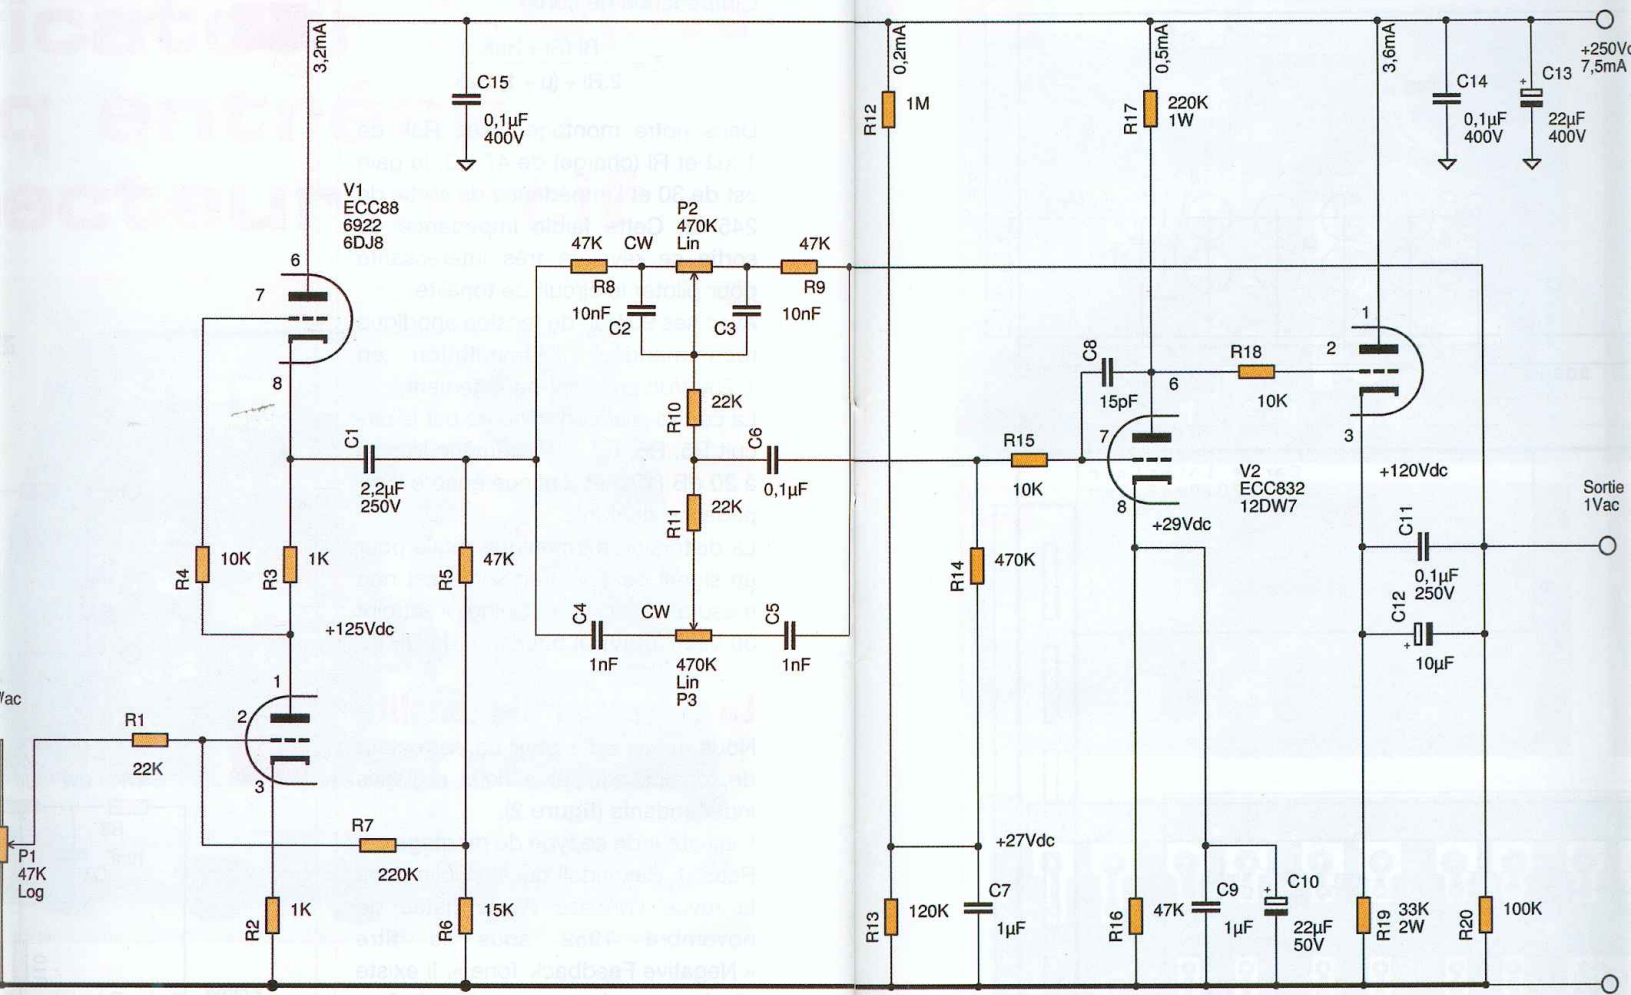 3,2mA
C15
0,1µF
400V
0,2mA
R12
1M
0,5mA
R17
220K
1W
3,6mA
C14
0,1µF
400V
C13
+
22µF
400V
7,5mA
V1
ECC88
6922
6DJ8
6
7
8
P2
470K
Lin
47K
R8
CW
47K
R9
10nF
C2
C3
10nF
R10
22K
R11
22K
C6
0,1µF
C1
2,2µF
250V
R4
10K
R3
1K
R5
47K
+125Vdc
C4
1nF
CW
470K
Lin
P3
C5
1nF
C8
15pF
6
R18
10K
1
2
3
R15
10K
7
8
V2
ECC832
12DW7
+29Vdc
+120Vdc
Sortie
1Vac
R14
470K
C11
0,1µF
250V
C12
+
10µF
1
2
3
R1
22K
R7
220K
P1
47K
Log
R2
1K
R6
15K
+27Vdc
R13
120K
C7
1µF
R16
47K
C9
1µF
C10
+
22µF
50V
R19
33K
2W
R20
100K